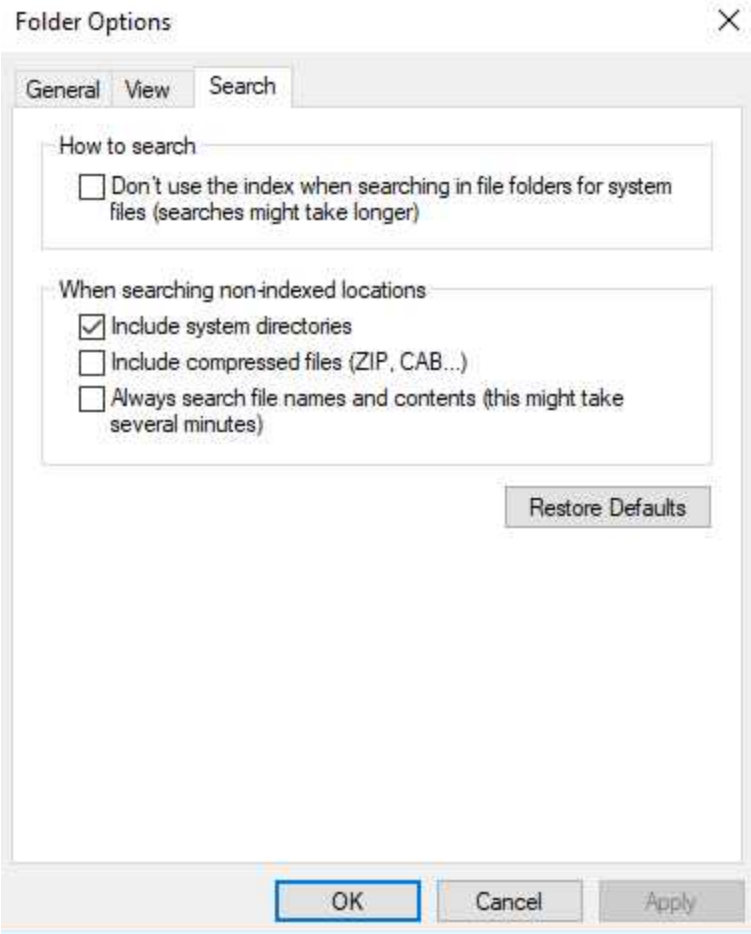 Folder Options
General View Search
How to search
Don't use the index when searching in file folders for system
files (searches might take longer)
When searching non-indexed locations
Include system directories
Include compressed files (ZIP, CAB...)
Always search file names and contents (this might take
several minutes)
Restore Defaults
OK Cancel Apply